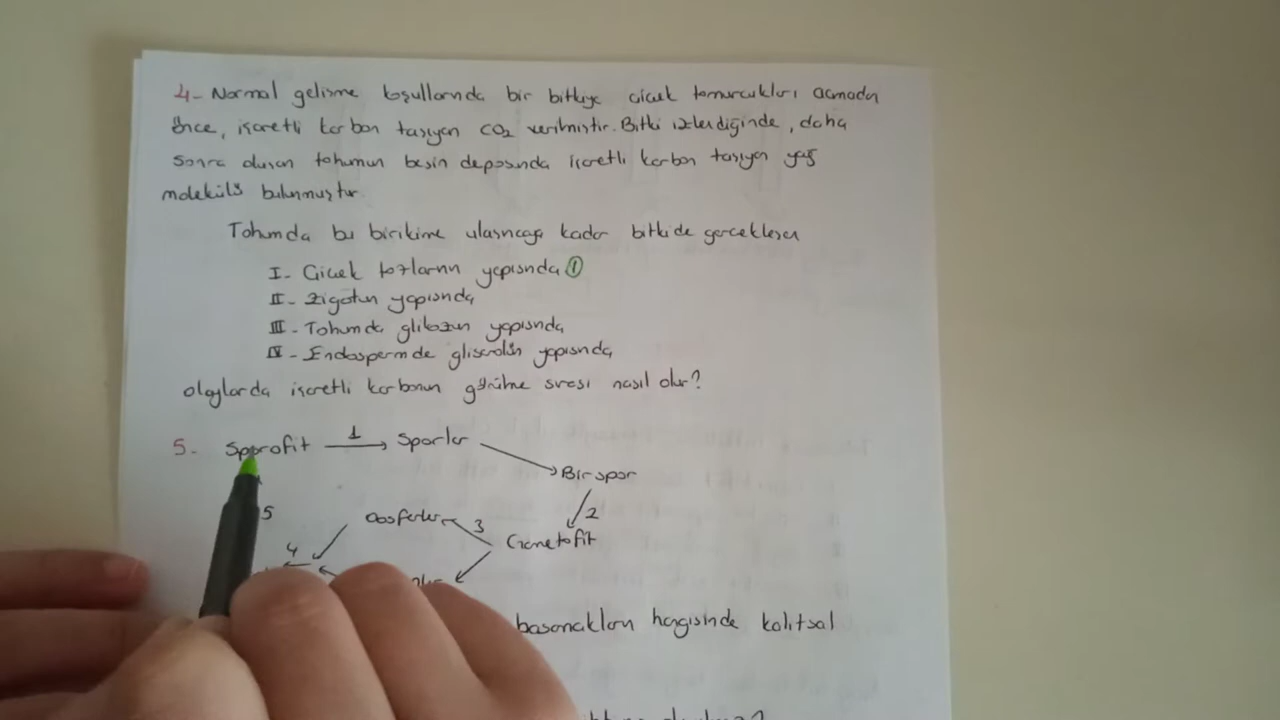 4- Normal gelişme koşullarında bir bitkiye çiçek tomurcukları açmadan
önce, işaretli karbon taşıyan CO2 verilmiştir. Bitki izlendiğinde, daha
sonra oluşan tohumun besin deposunda işaretli karbon taşıyan yağ
molekülü bulunmuştur.
Tohumda bu birikime ulaşıncaya kadar bitkide gerçekleşen
I- Çiçek tozlarının yapısında ①
II- Zigotun yapısında
III- Tohumda glikozun yapısında
IV- Endospermde gliserolün yapısında
olaylarda işaretli karbonun görülme sırası nasıl olur?
5. Sporofit 1 Sporlar
Bir spor
2
5 Oosferler 3
Gametofit
4
basamakları hangisinde kalıtsal